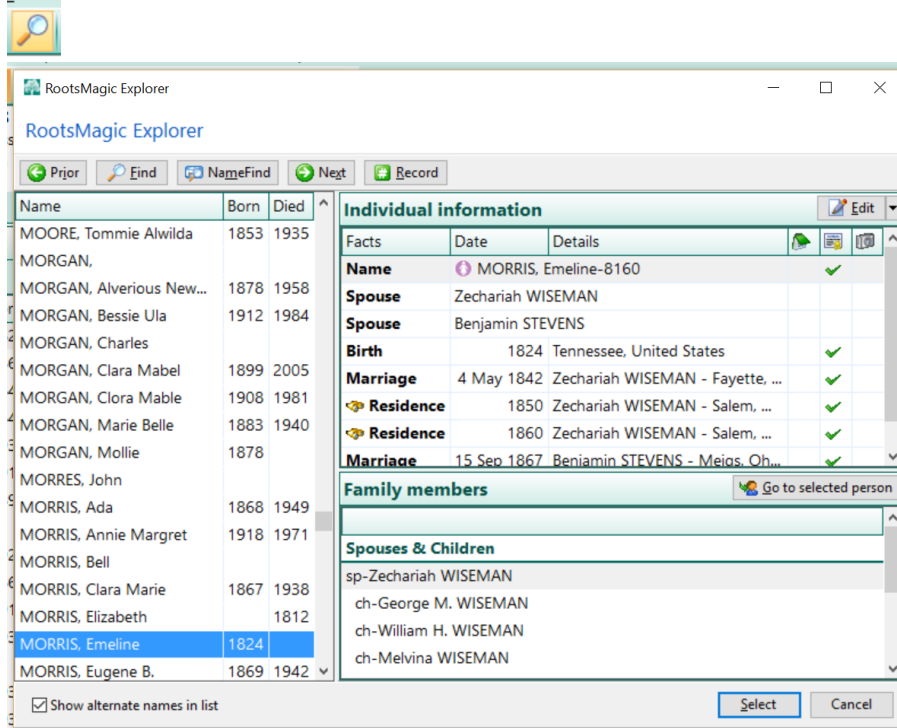 RootsMagic Explorer
RootsMagic Explorer
Prior Find NameFind Next Record
Name Born Died
MOORE, Tommie Alwilda 1853 1935
MORGAN,
MORGAN, Alverious New... 1878 1958
MORGAN, Bessie Ula 1912 1984
MORGAN, Charles
MORGAN, Clara Mabel 1899 2005
MORGAN, Clora Mable 1908 1981
MORGAN, Marie Belle 1883 1940
MORGAN, Mollie 1878
MORRES, John
MORRIS, Ada 1868 1949
MORRIS, Annie Margret 1918 1971
MORRIS, Bell
MORRIS, Clara Marie 1867 1938
MORRIS, Elizabeth 1812
MORRIS, Emeline 1824
MORRIS, Eugene B. 1869 1942
Individual information Edit
Facts Date Details
Name MORRIS, Emeline-8160
Spouse Zechariah WISEMAN
Spouse Benjamin STEVENS
Birth 1824 Tennessee, United States
Marriage 4 May 1842 Zechariah WISEMAN - Fayette, ...
Residence 1850 Zechariah WISEMAN - Salem, ...
Residence 1860 Zechariah WISEMAN - Salem, ...
Marriage 15 Sep 1867 Benjamin STEVENS - Meigs, Oh...
Family members Go to selected person
Spouses & Children
sp-Zechariah WISEMAN
ch-George M. WISEMAN
ch-William H. WISEMAN
ch-Melvina WISEMAN
Show alternate names in list Select Cancel